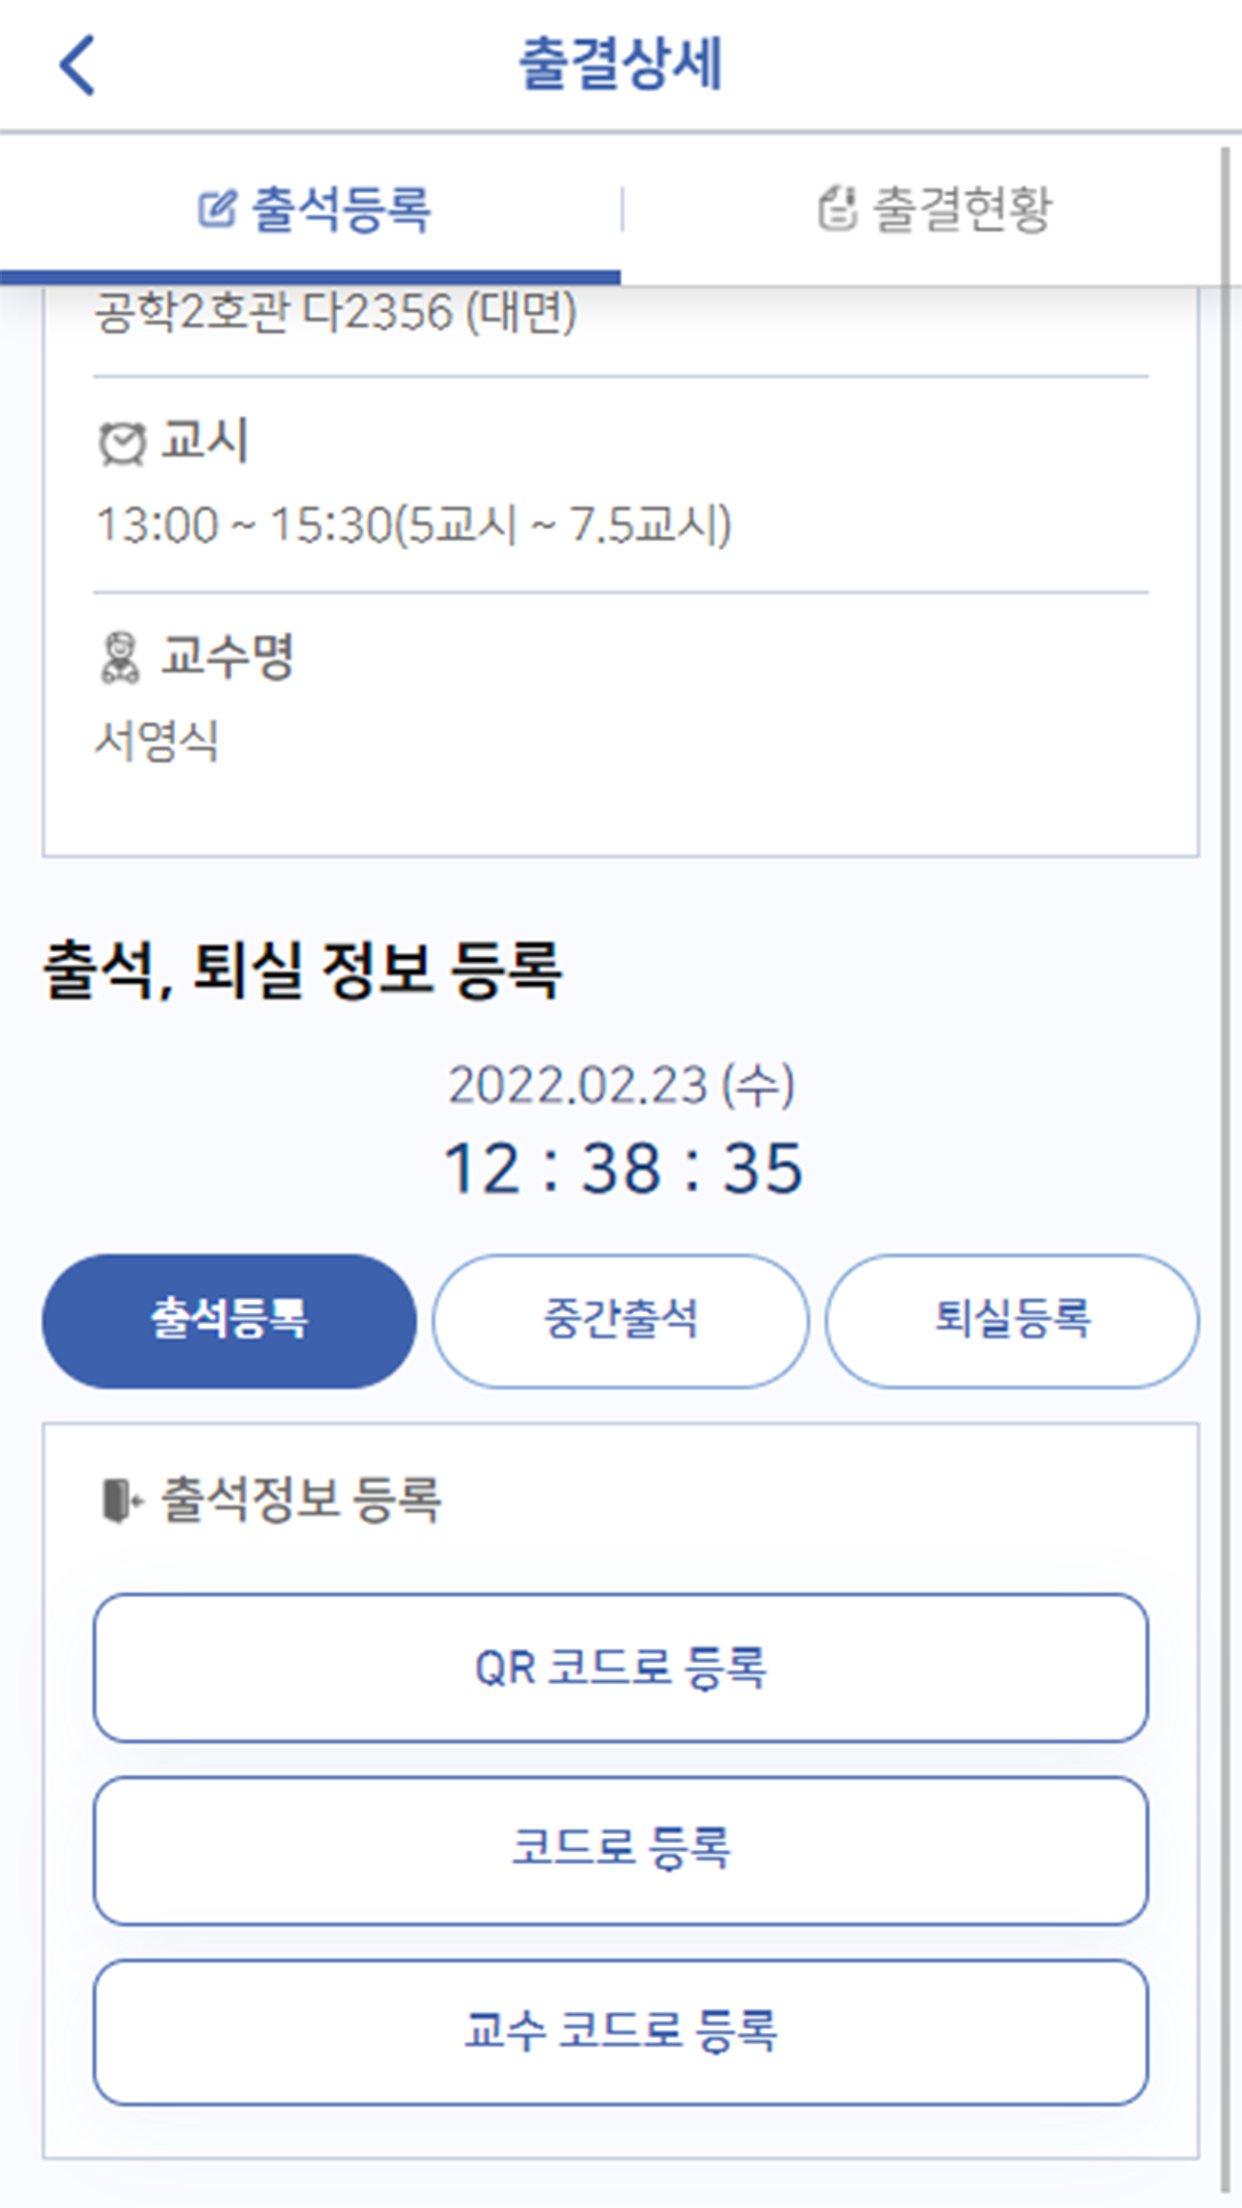 출결상세
출석등록
출결현황
공학2호관 다2356 (대면)
교시
13:00 ~ 15:30(5교시 ~ 7.5교시)
교수명
서영식
출석, 퇴실 정보 등록
2022.02.23 (수)
12 : 38 : 35
출석등록
중간출석
퇴실등록
출석정보 등록
QR 코드로 등록
코드로 등록
교수 코드로 등록